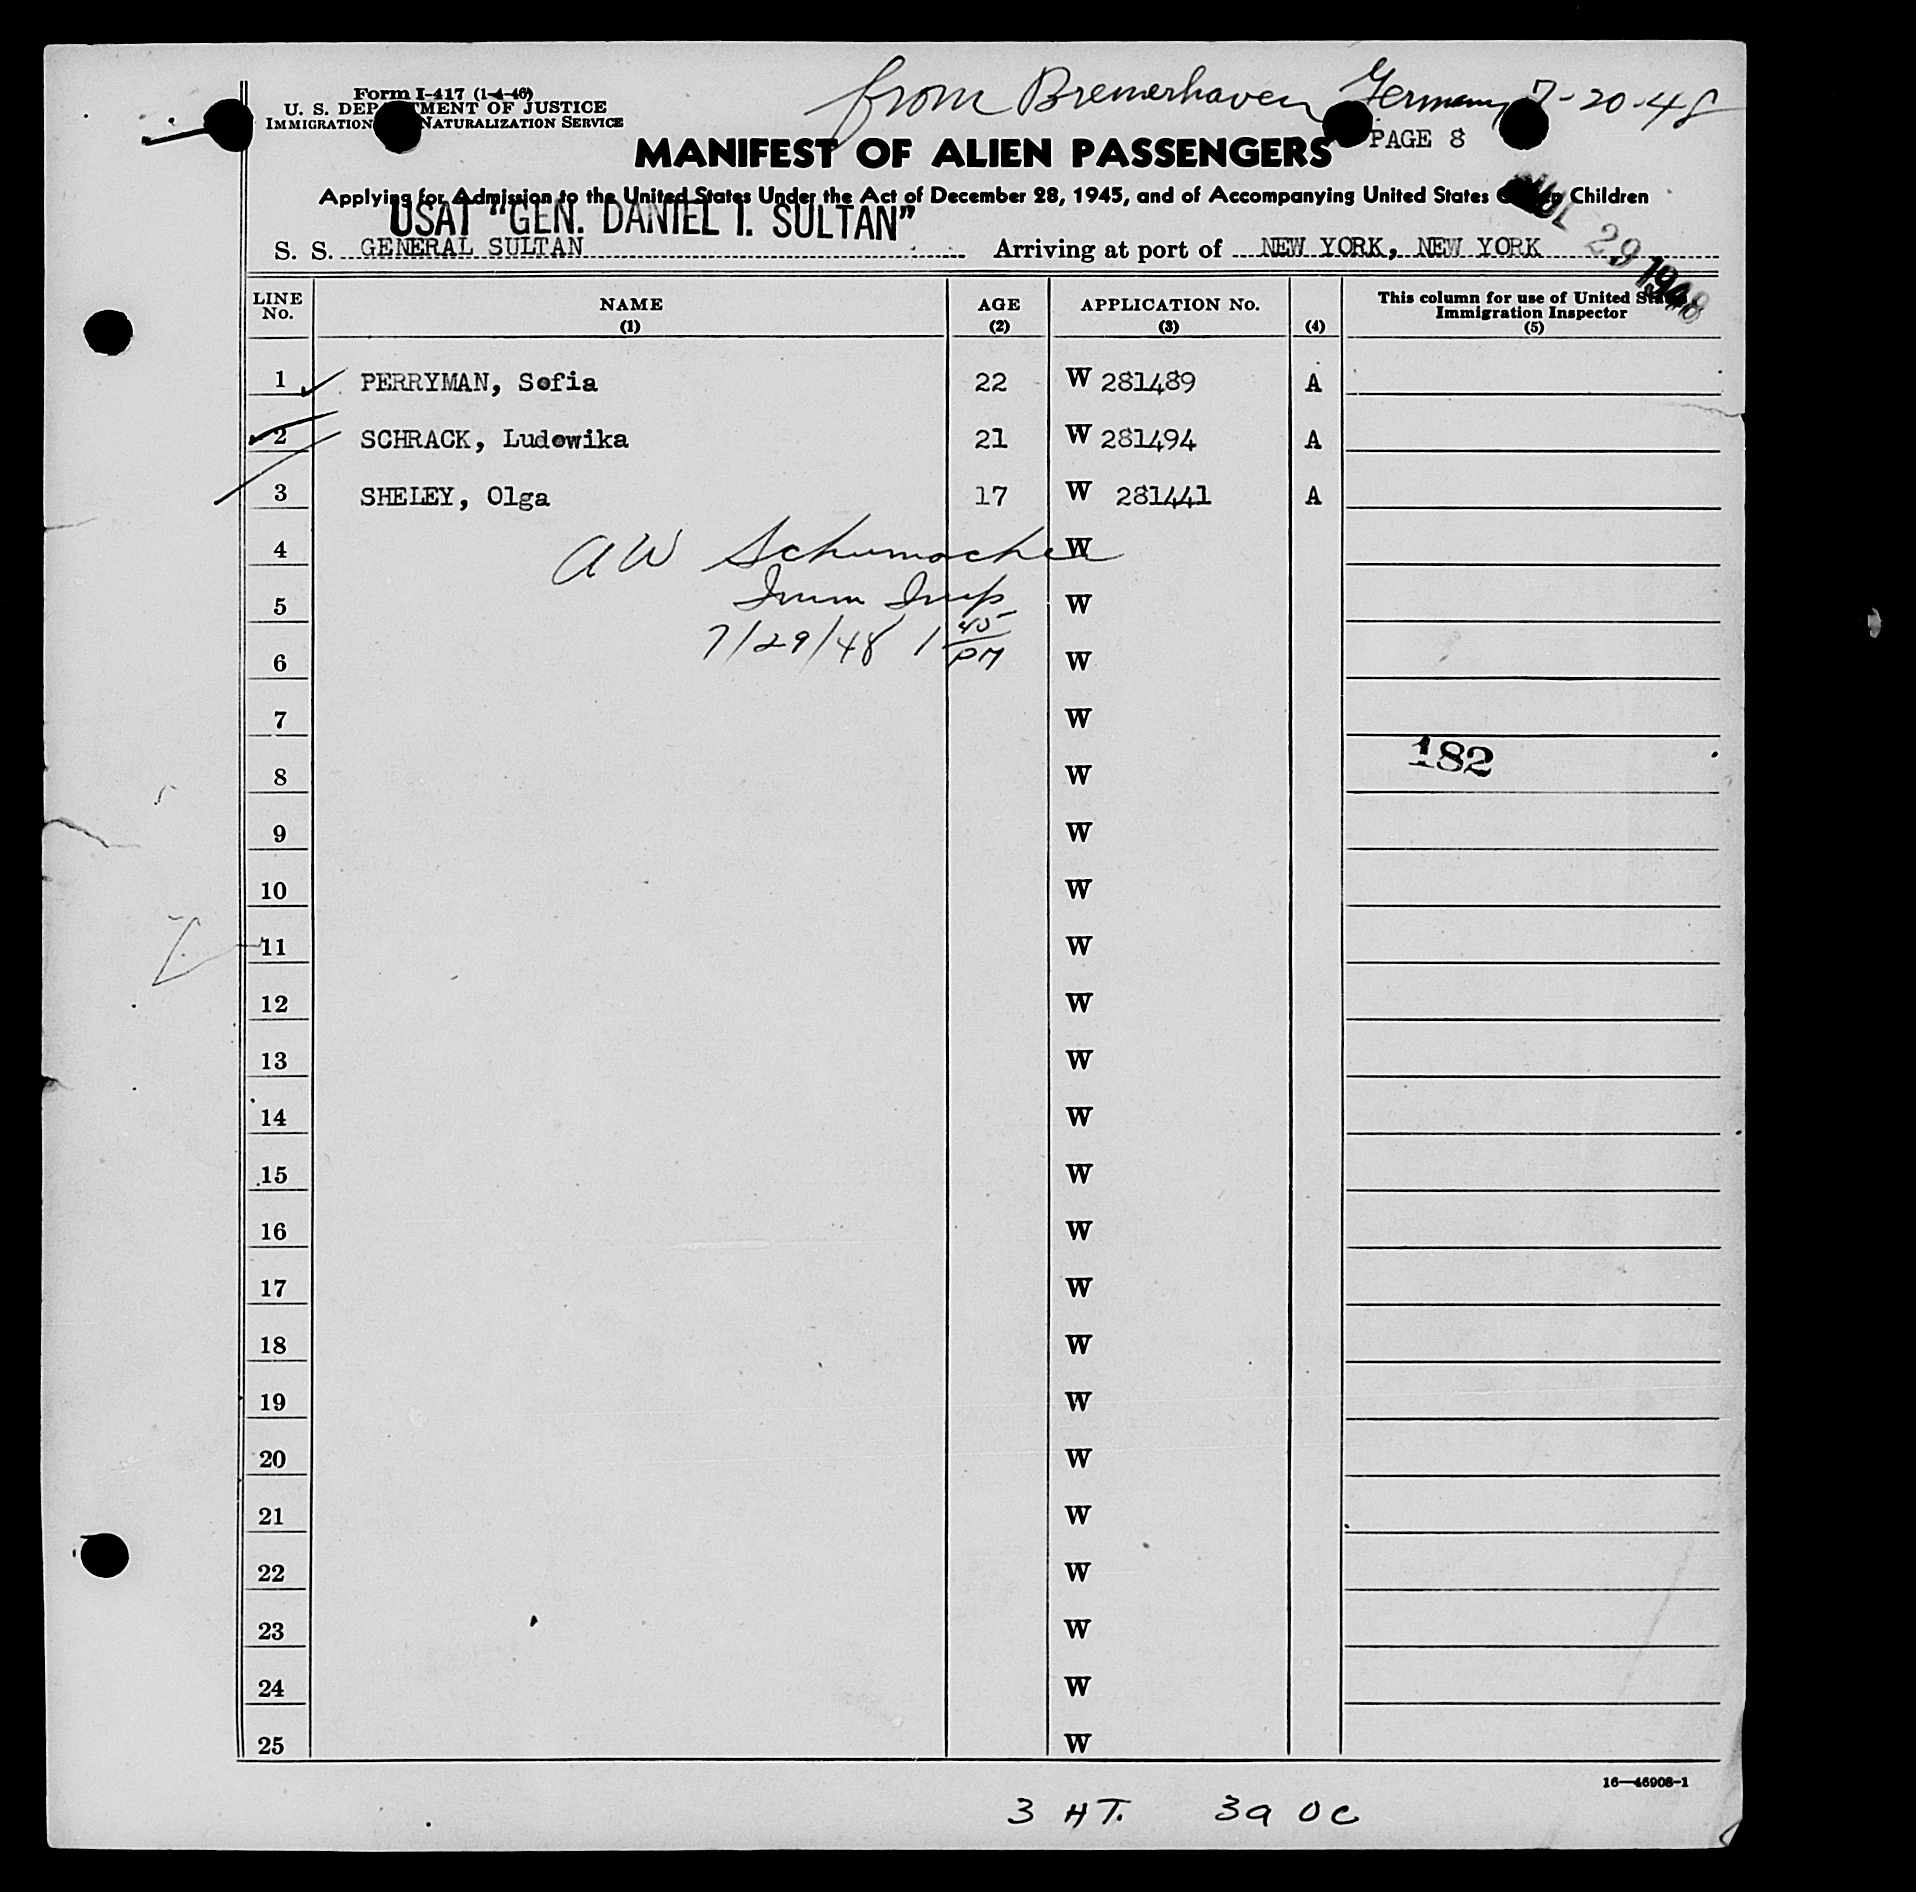 from Bremerhaven Germany 7-20-48
Form I-417 (1-4-46)
U. S. DEPARTMENT OF JUSTICE
IMMIGRATION NATURALIZATION SERVICE
PAGE 8
MANIFEST OF ALIEN PASSENGERS
Applying for Admission to the United States Under the Act of December 28, 1945, and of Accompanying United States Children
USAT "GEN. DANIEL I. SULTAN"
JUL 29 1948
S. S. GENERAL SULTAN Arriving at port of NEW YORK, NEW YORK
LINE No. NAME (1) AGE (2) APPLICATION No. (3) (4) This column for use of United States Immigration Inspector (5)
1 PERRYMAN, Sofia 22 W 281489 A
2 SCHRACK, Ludowika 21 W 281494 A
3 SHELEY, Olga 17 W 281441 A
4 AW Schumacher W
5 Imm Insp W
6 7/29/48 1 45 PM W
7 W
182
8 W
9 W
10 W
11 W
12 W
13 W
14 W
15 W
16 W
17 W
18 W
19 W
20 W
21 W
22 W
23 W
24 W
25 W
16—46908-1
3 HT. 3a OC